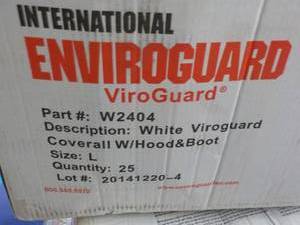 INTERNATIONAL
ENVIROGUARD
ViroGuard®
Part #: W2404
Description: White Viroguard
Coverall W/Hood&Boot
Size: L
Quantity: 25
Lot #: 20141220-4